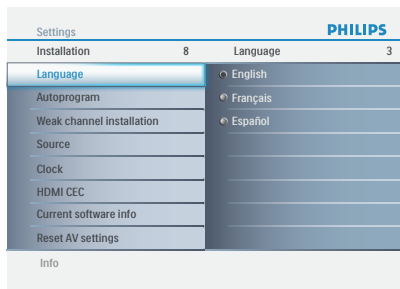 Settings
PHILIPS
Installation 8 Language 3
Language
English
Autoprogram
Français
Weak channel installation
Español
Source
Clock
HDMI CEC
Current software info
Reset AV settings
Info